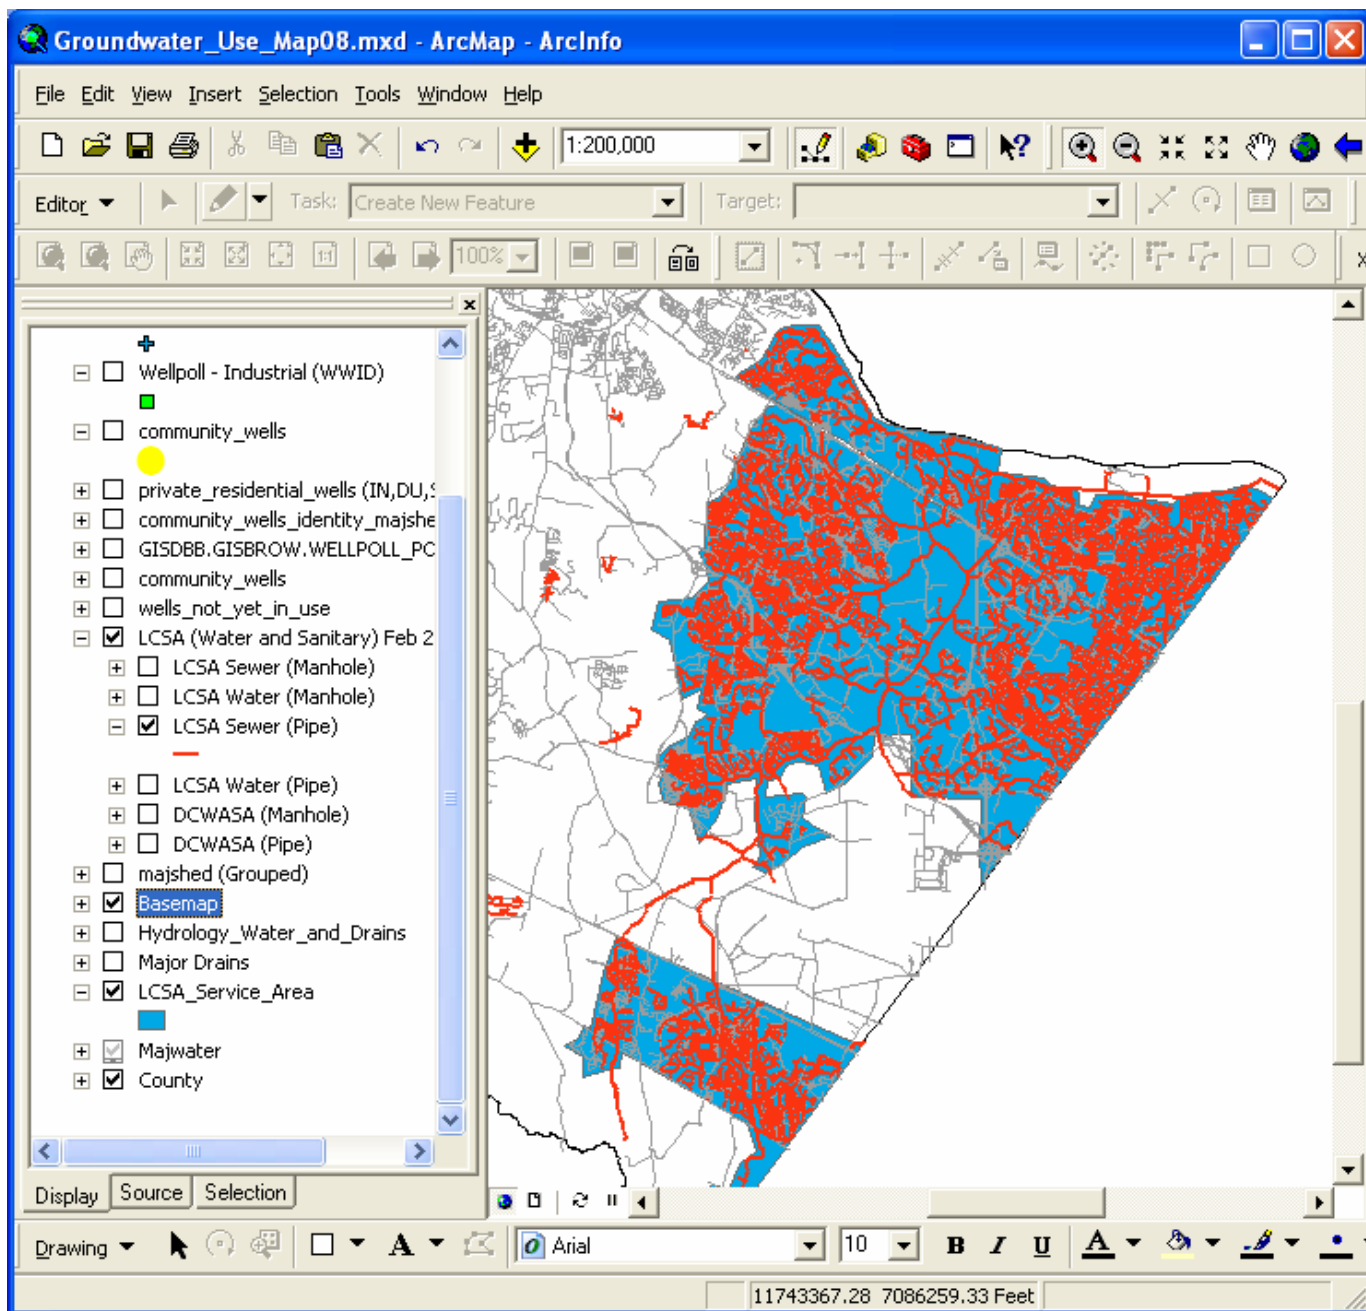 Groundwater_Use_Map08.mxd - ArcMap - ArcInfo
File Edit View Insert Selection Tools Window Help
1:200,000
Editor Task: Create New Feature Target:
1:1 100%
Wellpoll - Industrial (WWID)
community_wells
private_residential_wells (IN,DU,
community_wells_identity_majshe
GISDBB.GISBROW.WELLPOLL_PO
community_wells
wells_not_yet_in_use
LCSA (Water and Sanitary) Feb 2
LCSA Sewer (Manhole)
LCSA Water (Manhole)
LCSA Sewer (Pipe)
LCSA Water (Pipe)
DCWASA (Manhole)
DCWASA (Pipe)
majshed (Grouped)
Basemap
Hydrology_Water_and_Drains
Major Drains
LCSA_Service_Area
Majwater
County
Display Source Selection
Drawing A Arial 10 B I U A
11743367.28 7086259.33 Feet